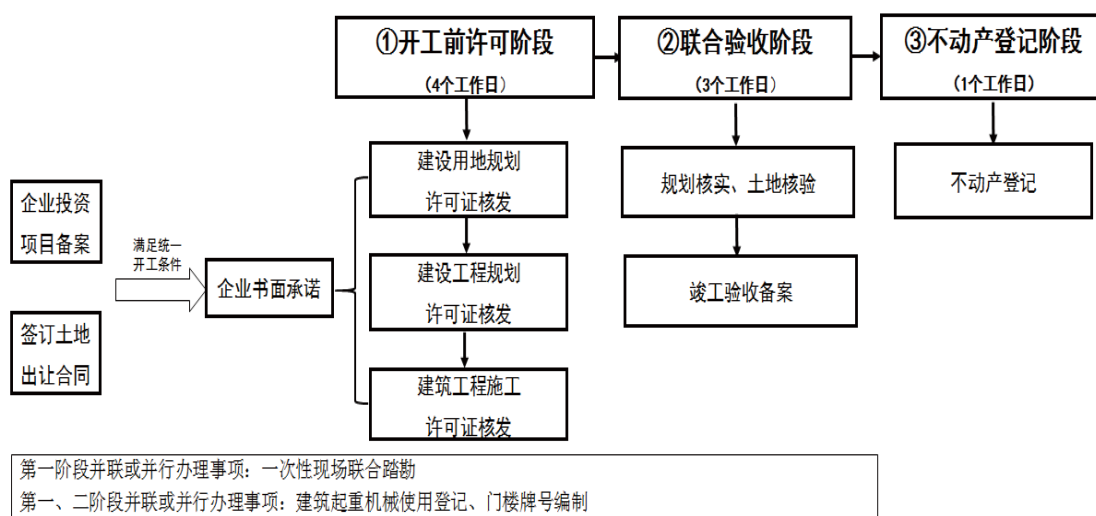 ①开工前许可阶段
(4个工作日)
②联合验收阶段
(3个工作日)
③不动产登记阶段
(1个工作日)
企业投资
项目备案
签订土地
出让合同
满足统一
开工条件
企业书面承诺
建设用地规划
许可证核发
建设工程规划
许可证核发
建筑工程施工
许可证核发
规划核实、土地核验
竣工验收备案
不动产登记
第一阶段并联或并行办理事项：一次性现场联合踏勘
第一、二阶段并联或并行办理事项：建筑起重机械使用登记、门楼牌号编制